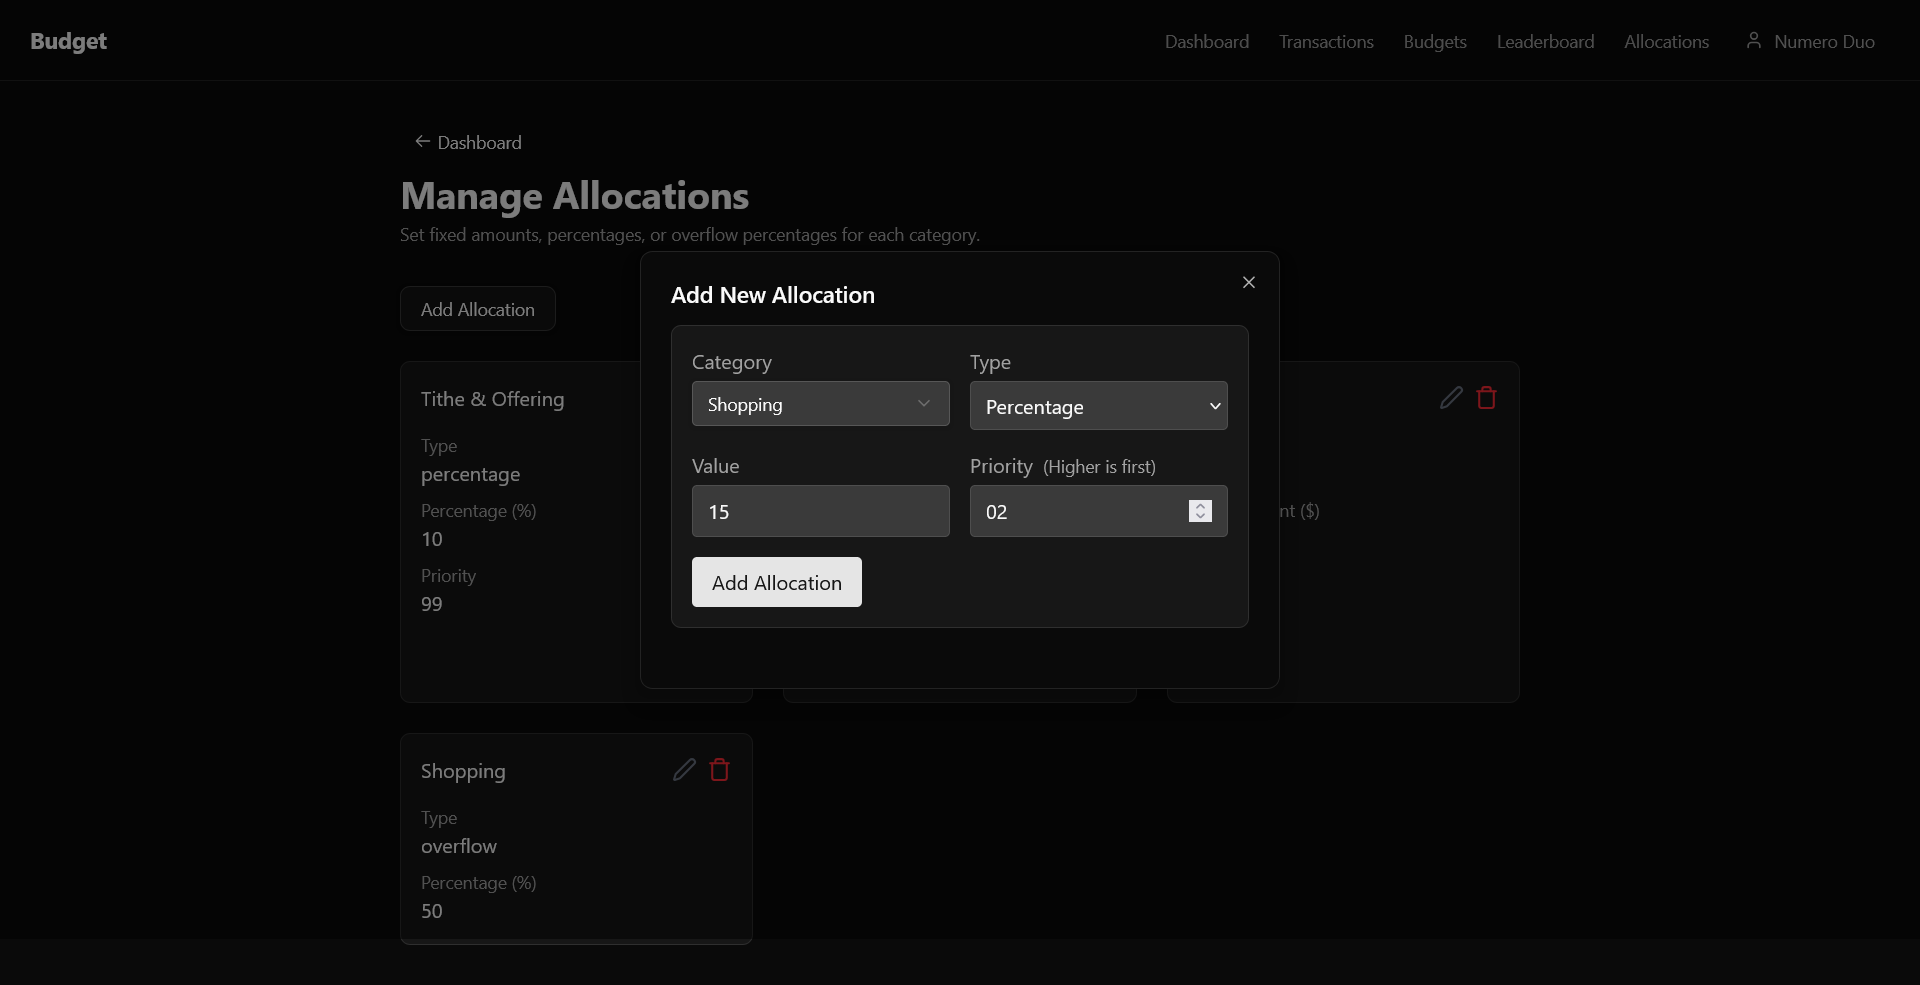 Budget
Dashboard
Transactions
Budgets
Leaderboard
Allocations
Numero Duo
Dashboard
Manage Allocations
Set fixed amounts, percentages, or overflow percentages for each category.
Add Allocation
Add New Allocation
Category
Type
Shopping
Percentage
Value
Priority (Higher is first)
15
02
Add Allocation
Tithe & Offering
Type
percentage
Percentage (%)
10
Priority
99
($)
Shopping
Type
overflow
Percentage (%)
50